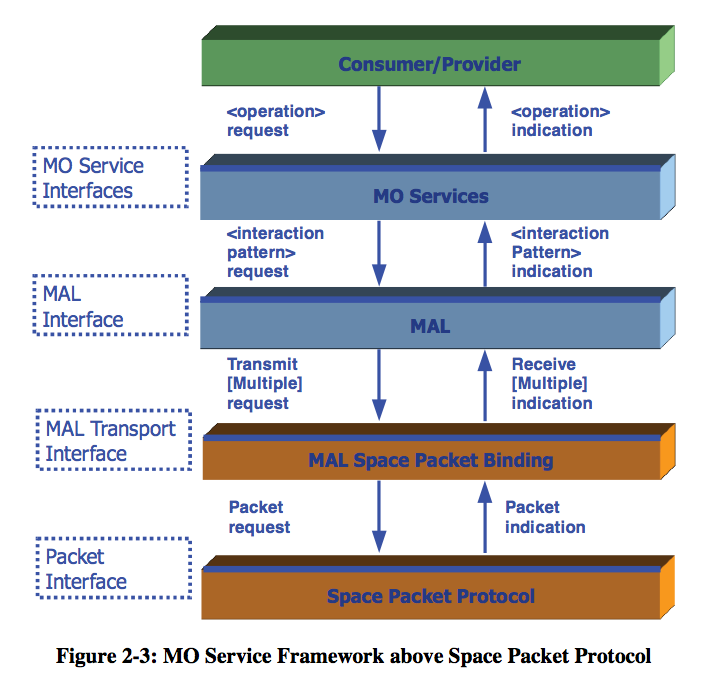 Consumer/Provider
<operation>
request
<operation>
indication
MO Service
Interfaces
MO Services
<interaction
pattern>
request
<interaction
Pattern>
indication
MAL
Interface
MAL
Transmit
[Multiple]
request
Receive
[Multiple]
indication
MAL Transport
Interface
MAL Space Packet Binding
Packet
request
Packet
indication
Packet
Interface
Space Packet Protocol
Figure 2-3: MO Service Framework above Space Packet Protocol